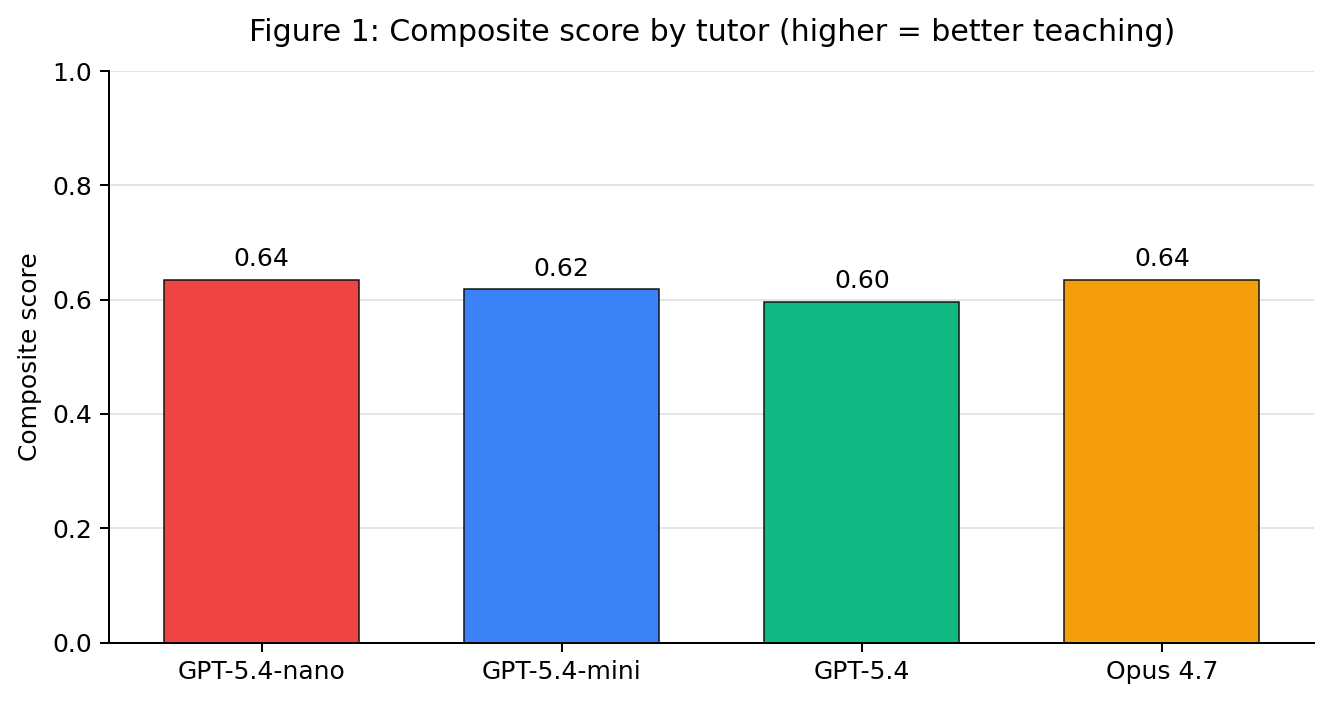 Figure 1: Composite score by tutor (higher = better teaching)
1.0
0.8
0.6
0.4
0.2
0.0
Composite score
0.64
0.62
0.60
0.64
GPT-5.4-nano
GPT-5.4-mini
GPT-5.4
Opus 4.7